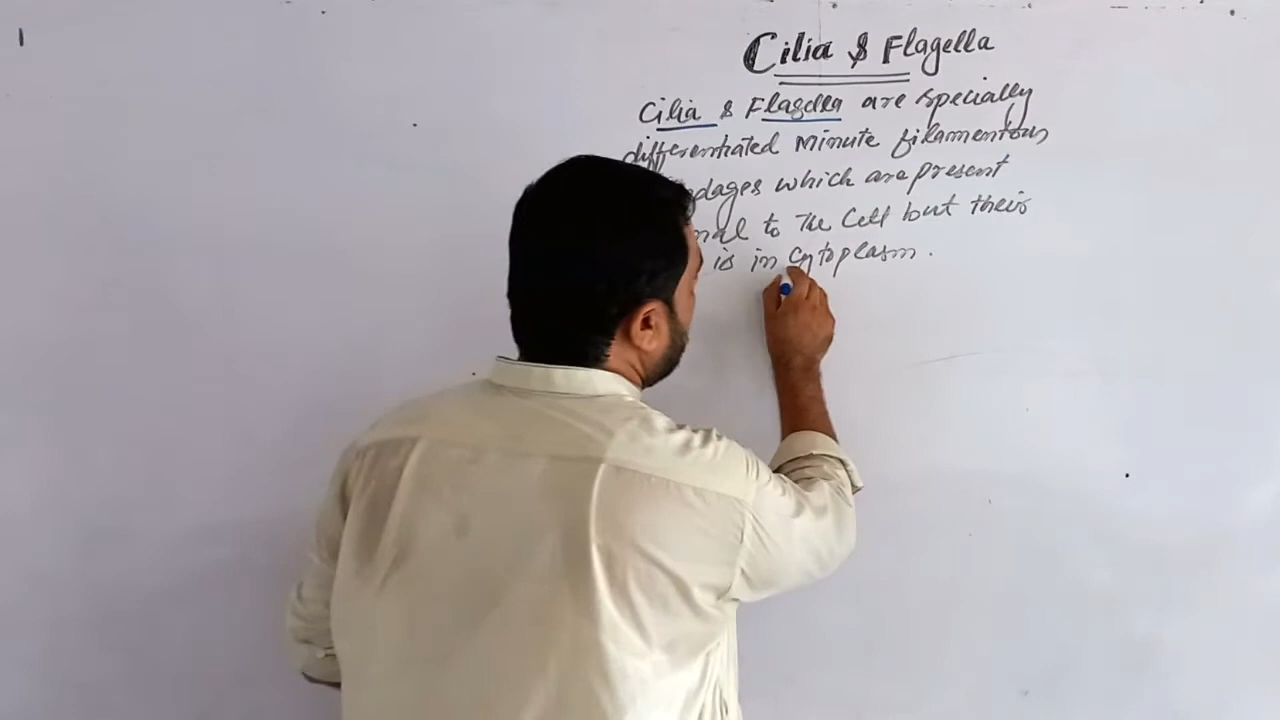 Cilia & Flagella
Cilia & Flagella are specially
differentiated minute filamentous
dages which are present
nal to the Cell but their
is in Cytoplasm.